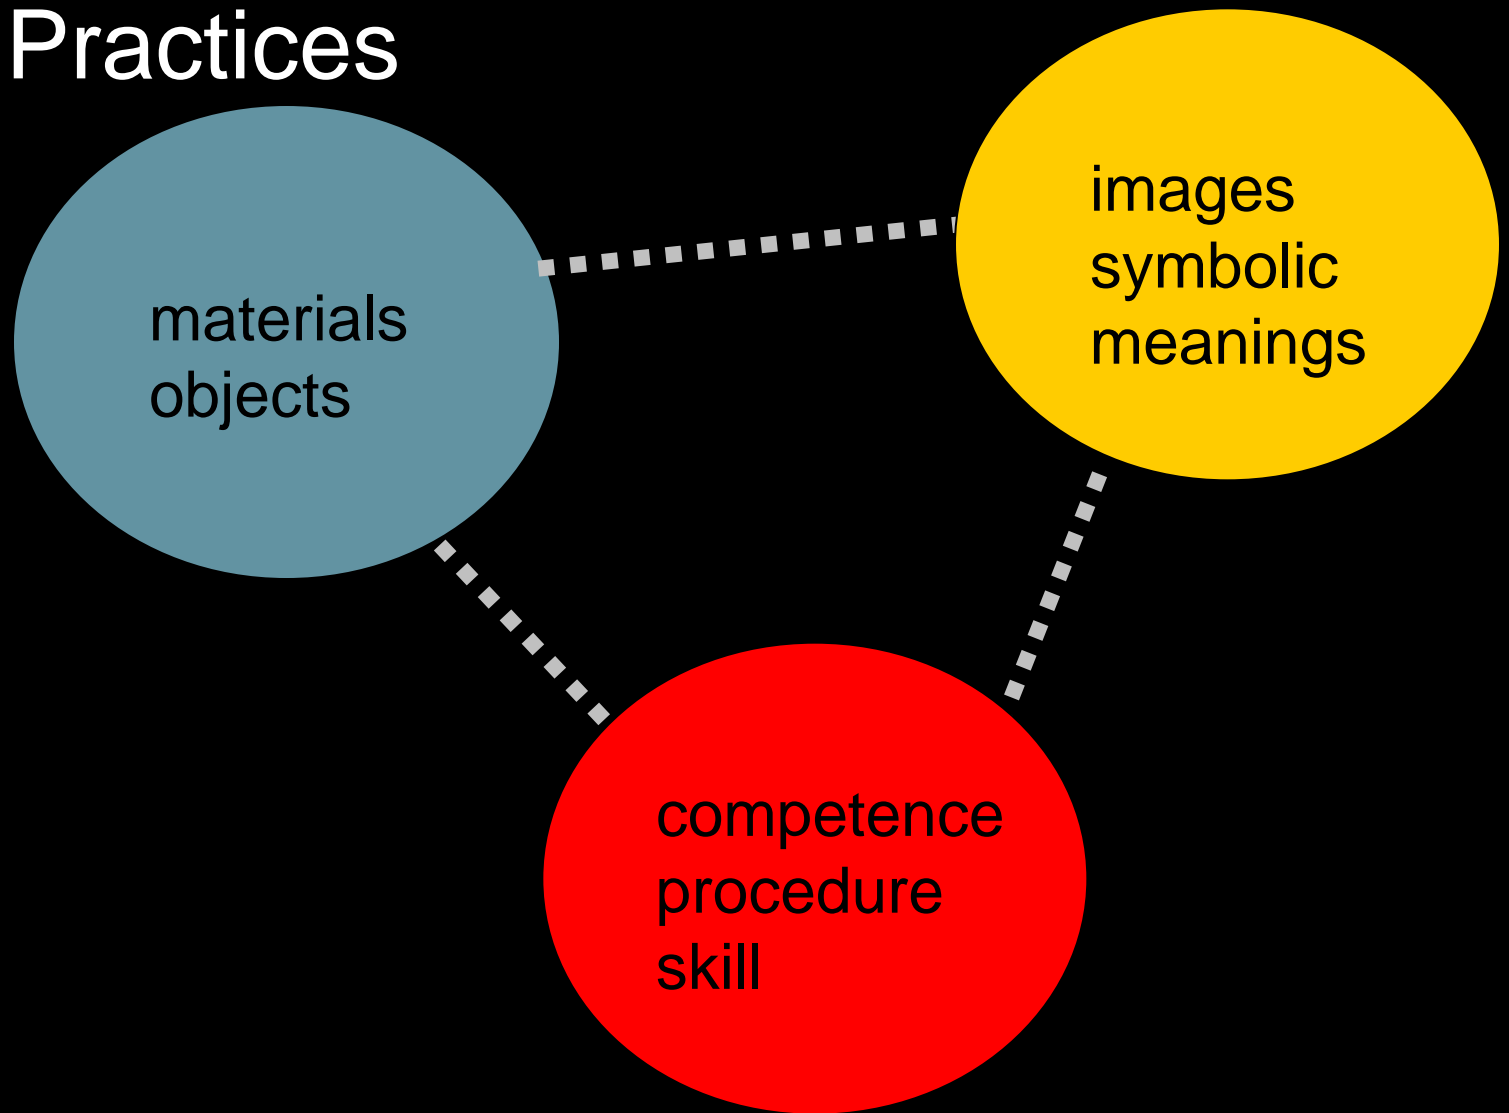 Practices
materials
objects
images
symbolic
meanings
competence
procedure
skill